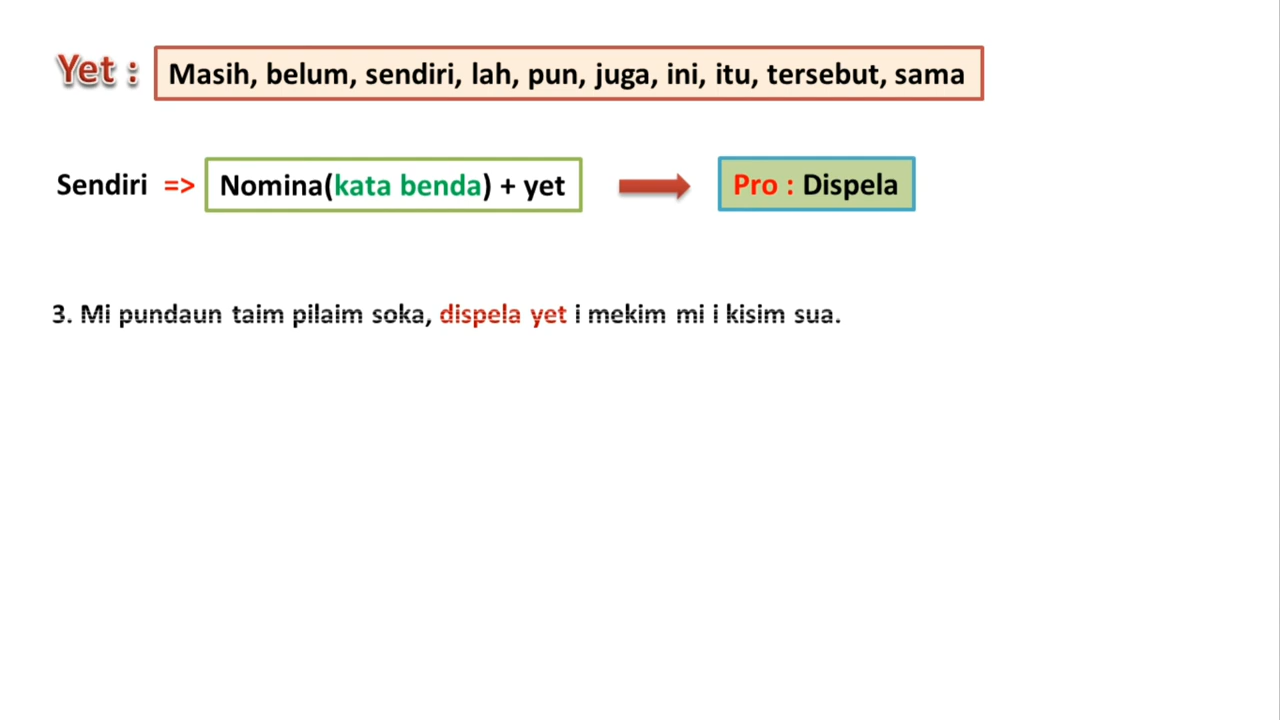 Yet : Masih, belum, sendiri, lah, pun, juga, ini, itu, tersebut, sama
Sendiri => Nomina(kata benda) + yet Pro : Dispela
3. Mi pundaun taim pilaim soka, dispela yet i mekim mi i kisim sua.